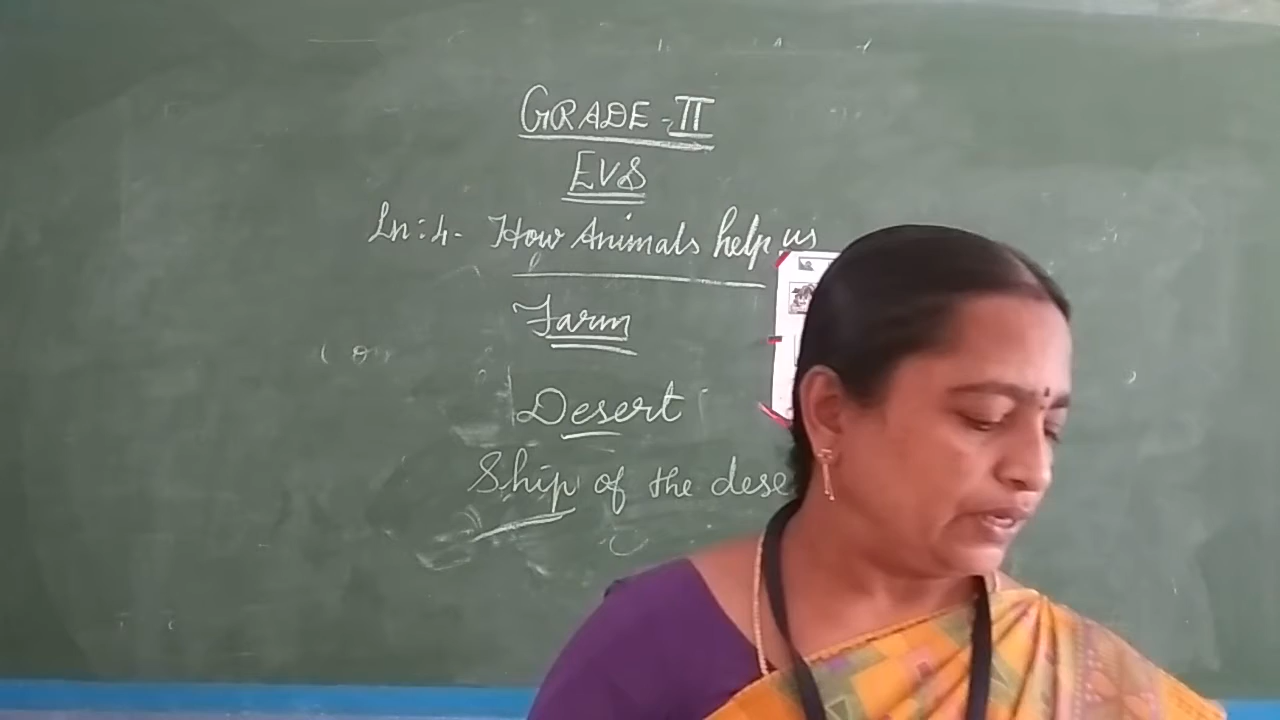 GRADE - II
EVS
Ln: 4 - How Animals help us
Farm
Desert
Ship of the dese